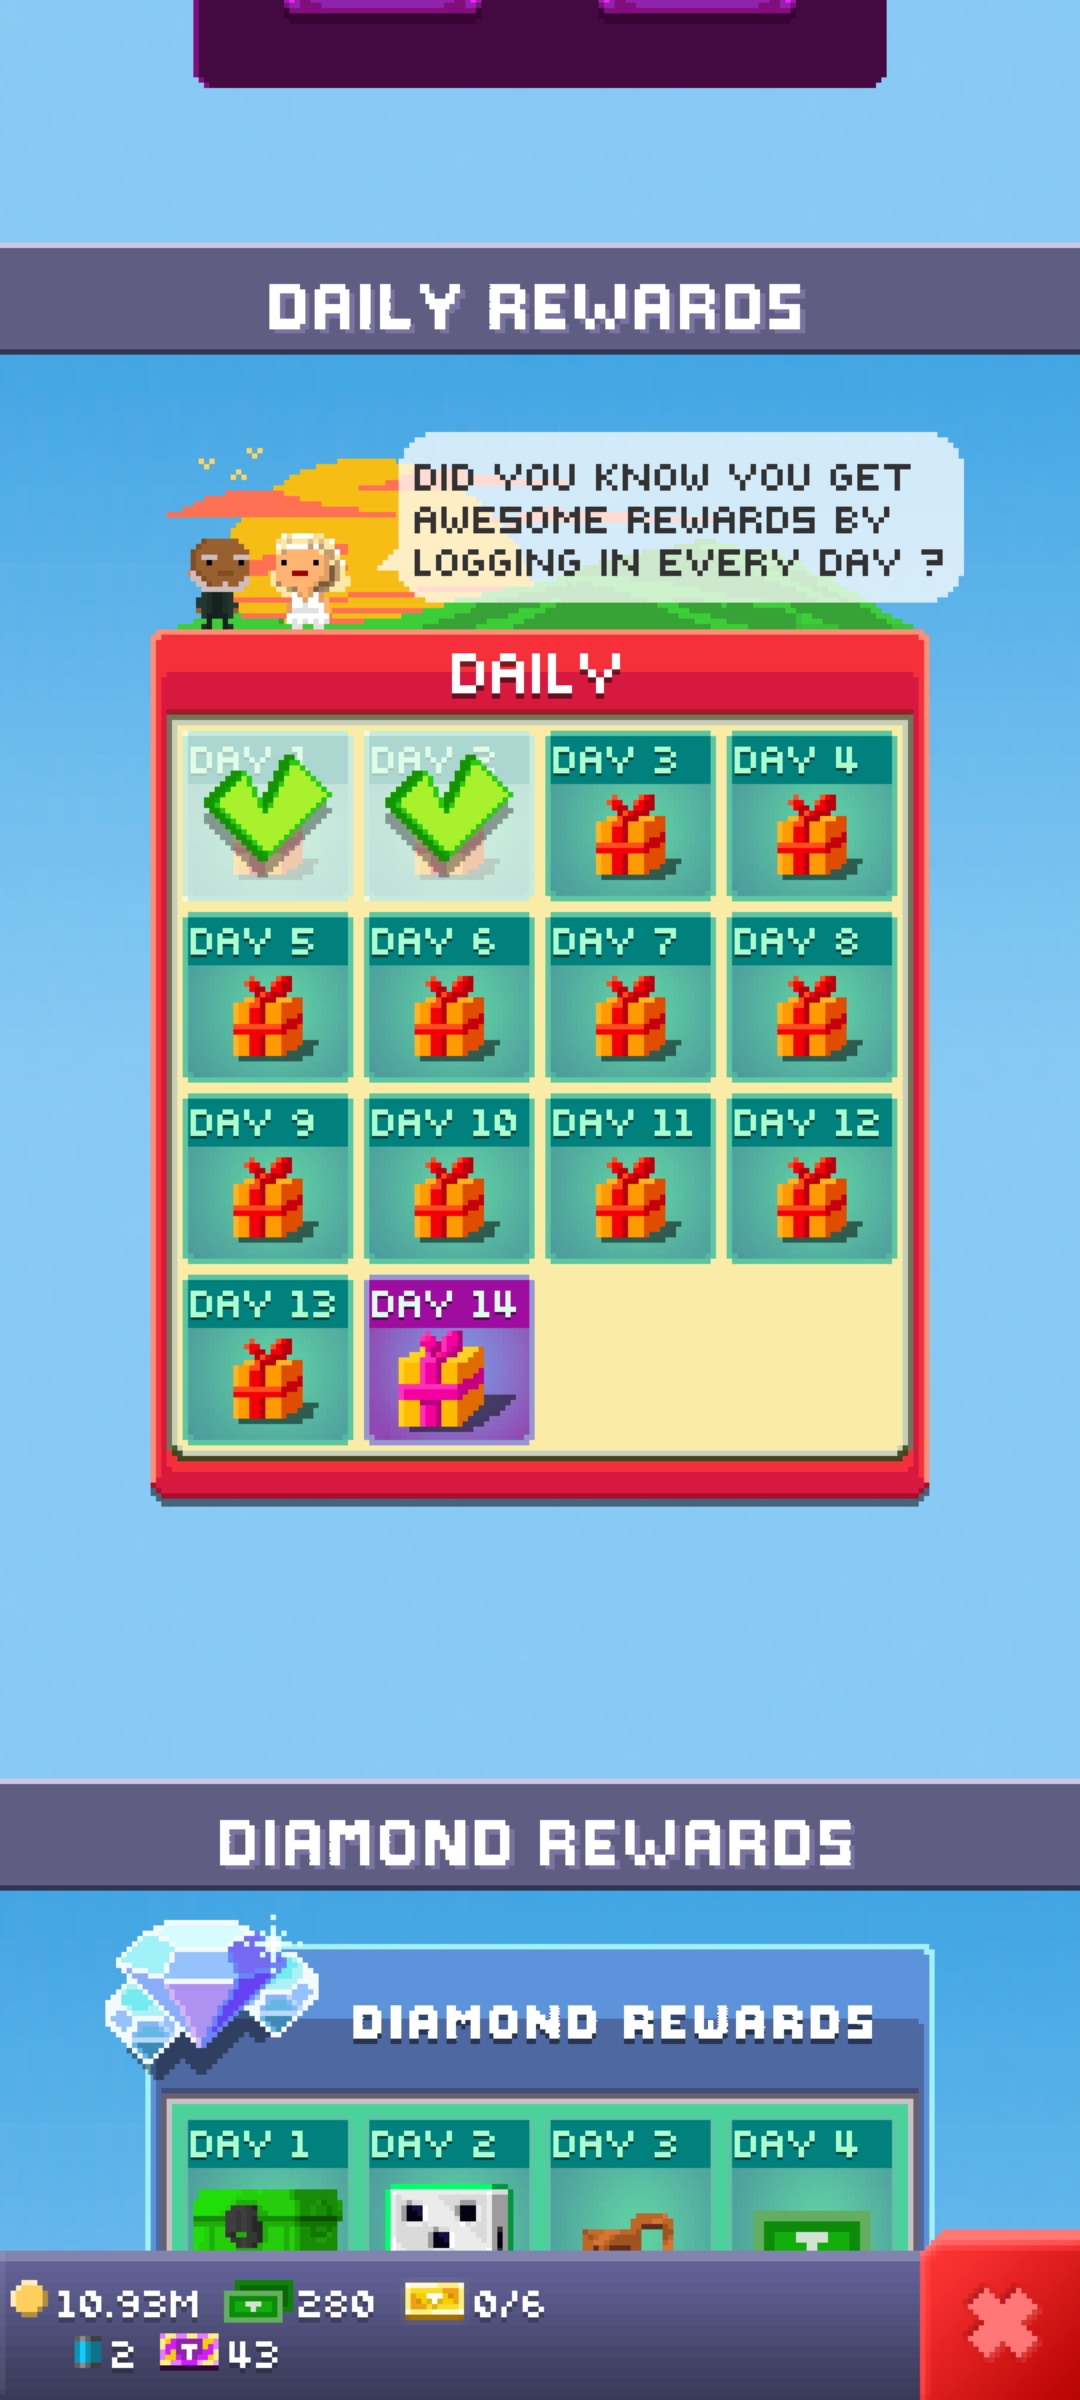 DAILY REWARDS
DID YOU KNOW YOU GET
AWESOME REWARDS BY
LOGGING IN EVERY DAY ?
DAILY
DAY 1 DAY 2 DAY 3 DAY 4
DAY 5 DAY 6 DAY 7 DAY 8
DAY 9 DAY 10 DAY 11 DAY 12
DAY 13 DAY 14
DIAMOND REWARDS
DIAMOND REWARDS
DAY 1 DAY 2 DAY 3 DAY 4
10.93M 280 0/6
2 T 43